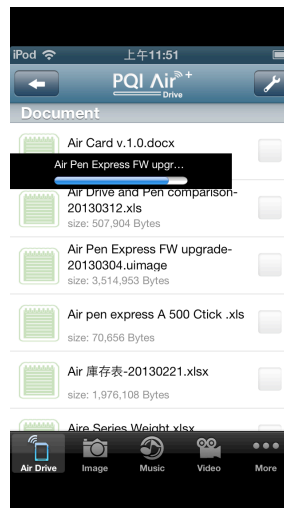 iPod 上午11:51
PQI Air +
Drive
Document
Air Card v.1.0.docx
Air Pen Express FW upgr...
Air Drive and Pen comparison-
20130312.xls
size: 507,904 Bytes
Air Pen Express FW upgrade-
20130304.uimage
size: 3,514,953 Bytes
Air pen express A 500 Ctick .xls
size: 70,656 Bytes
Air 庫存表-20130221.xlsx
size: 1,976,108 Bytes
Aire Series Weight.xlsx
Air Drive Image Music Video More